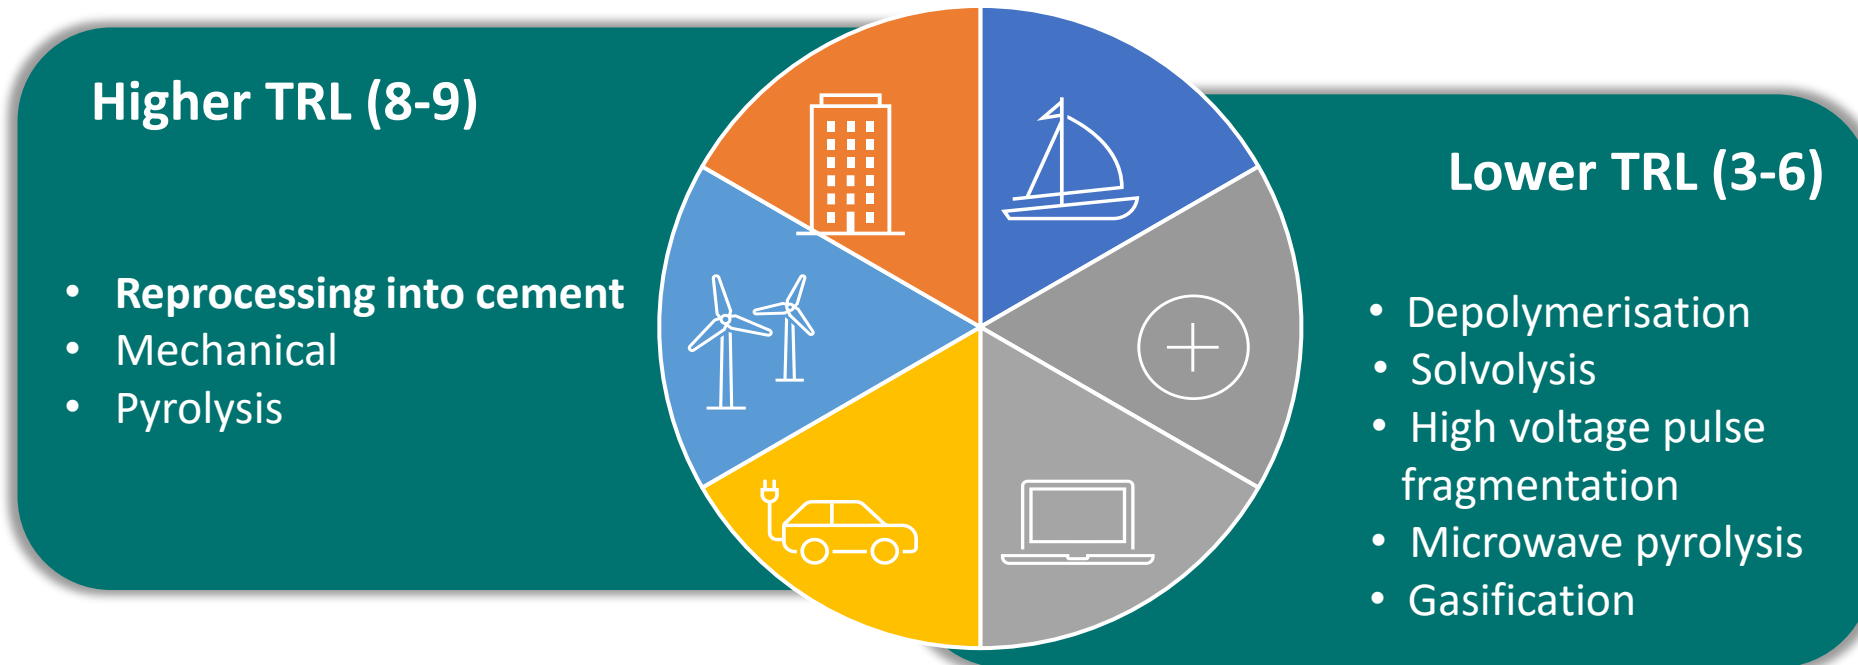 Higher TRL (8-9)
• Reprocessing into cement
• Mechanical
• Pyrolysis
Lower TRL (3-6)
• Depolymerisation
• Solvolysis
• High voltage pulse
fragmentation
• Microwave pyrolysis
• Gasification